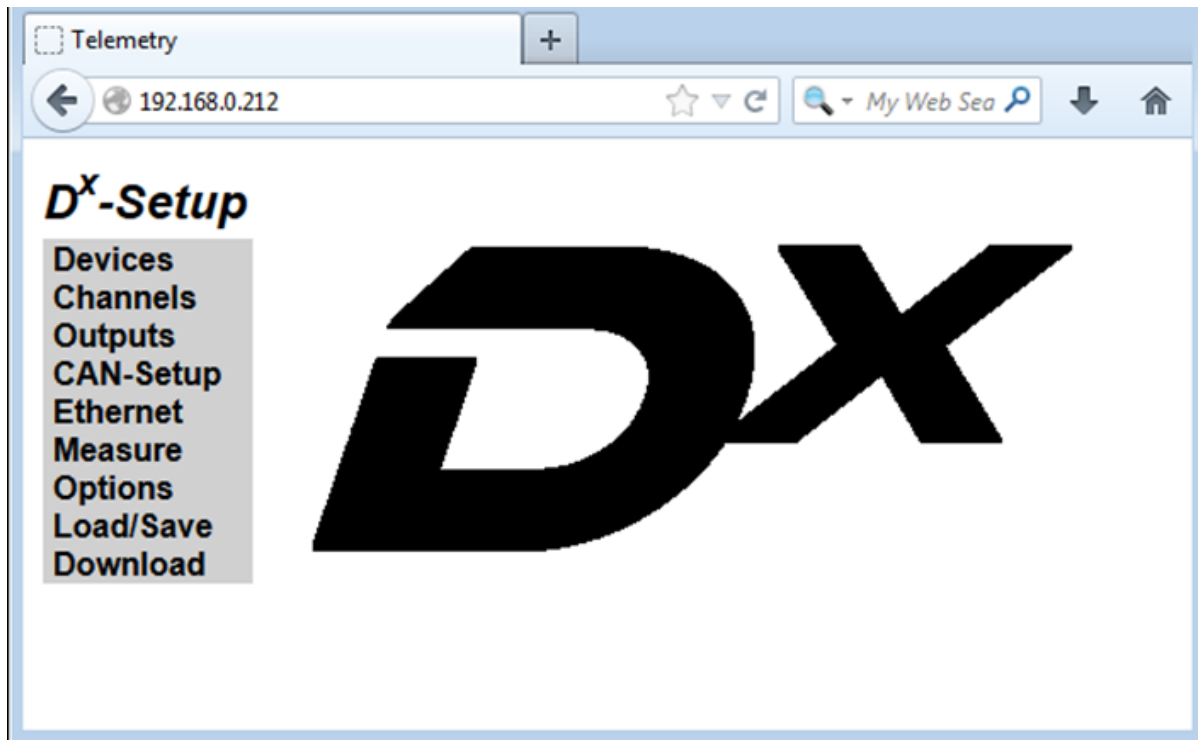 Telemetry
192.168.0.212
My Web Sea
Dx-Setup
Devices
Channels
Outputs
CAN-Setup
Ethernet
Measure
Options
Load/Save
Download
DX